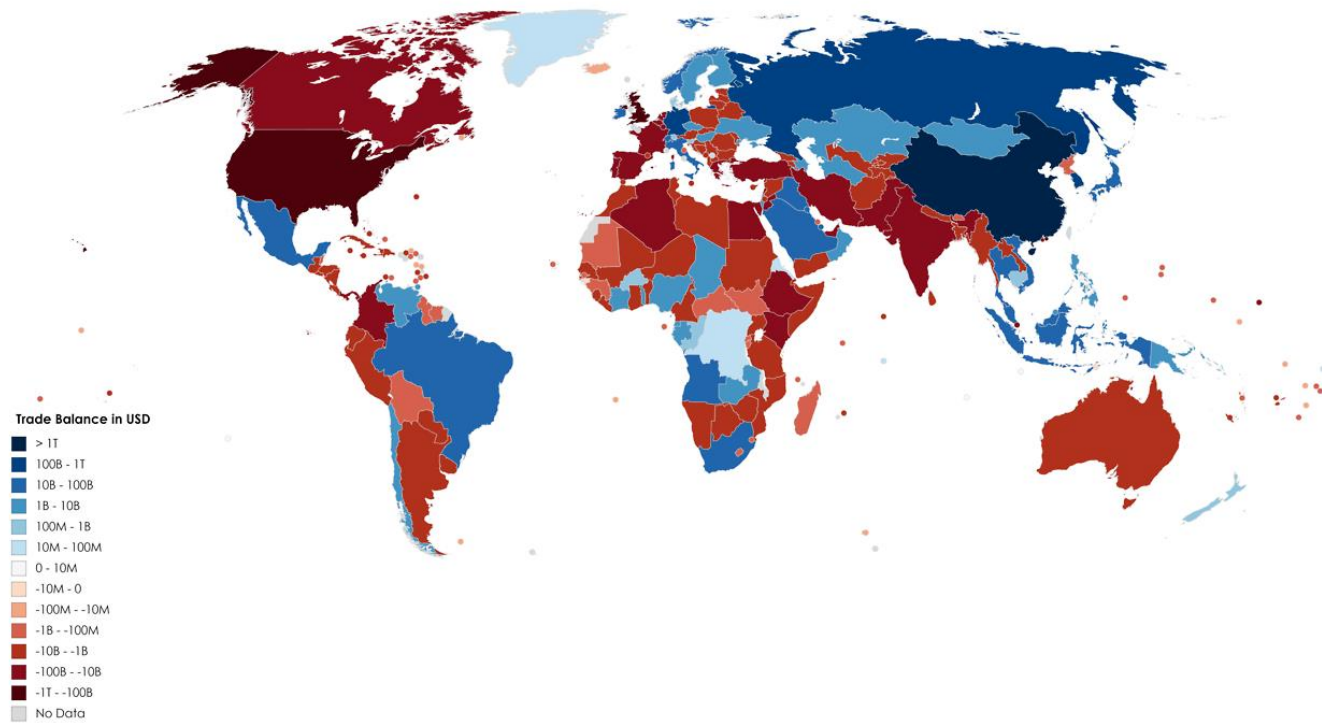 Trade Balance in USD
> 1T
100B - 1T
10B - 100B
1B - 10B
100M - 1B
10M - 100M
0 - 10M
-10M - 0
-100M - -10M
-1B - -100M
-10B - -1B
-100B - -10B
-1T - -100B
No Data